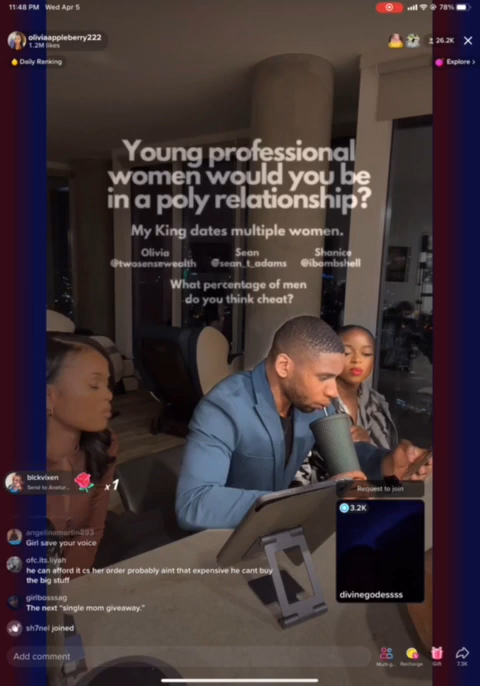 11:48 PM Wed Apr 5
78%
oliviaappleberry222
1.2M likes
26.2K
Daily Ranking
Explore >
Young professional
women would you be
in a poly relationship?
My King dates multiple women.
Olivia Sean Shanice
@twosensewealth @sean_t_adams @ibombshell
What percentage of men
do you think cheat?
blckvixen
x1
Request to join
3.2K
angelinamartin893
Girl save your voice
ofc.its.liyah
he can afford it cs her order probably aint that expensive he cant buy
the big stuff
girlbosssag
The next “single mom giveaway.”
divinegodessss
sh7nel joined
Add comment
Multi-g...
Recharge
Gift
7.3K